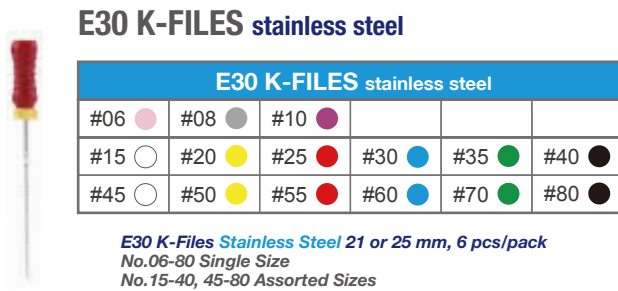 E30 K-FILES stainless steel
E30 K-FILES stainless steel
#06 #08 #10
#15 #20 #25 #30 #35 #40
#45 #50 #55 #60 #70 #80
E30 K-Files Stainless Steel 21 or 25 mm, 6 pcs/pack
No.06-80 Single Size
No.15-40, 45-80 Assorted Sizes